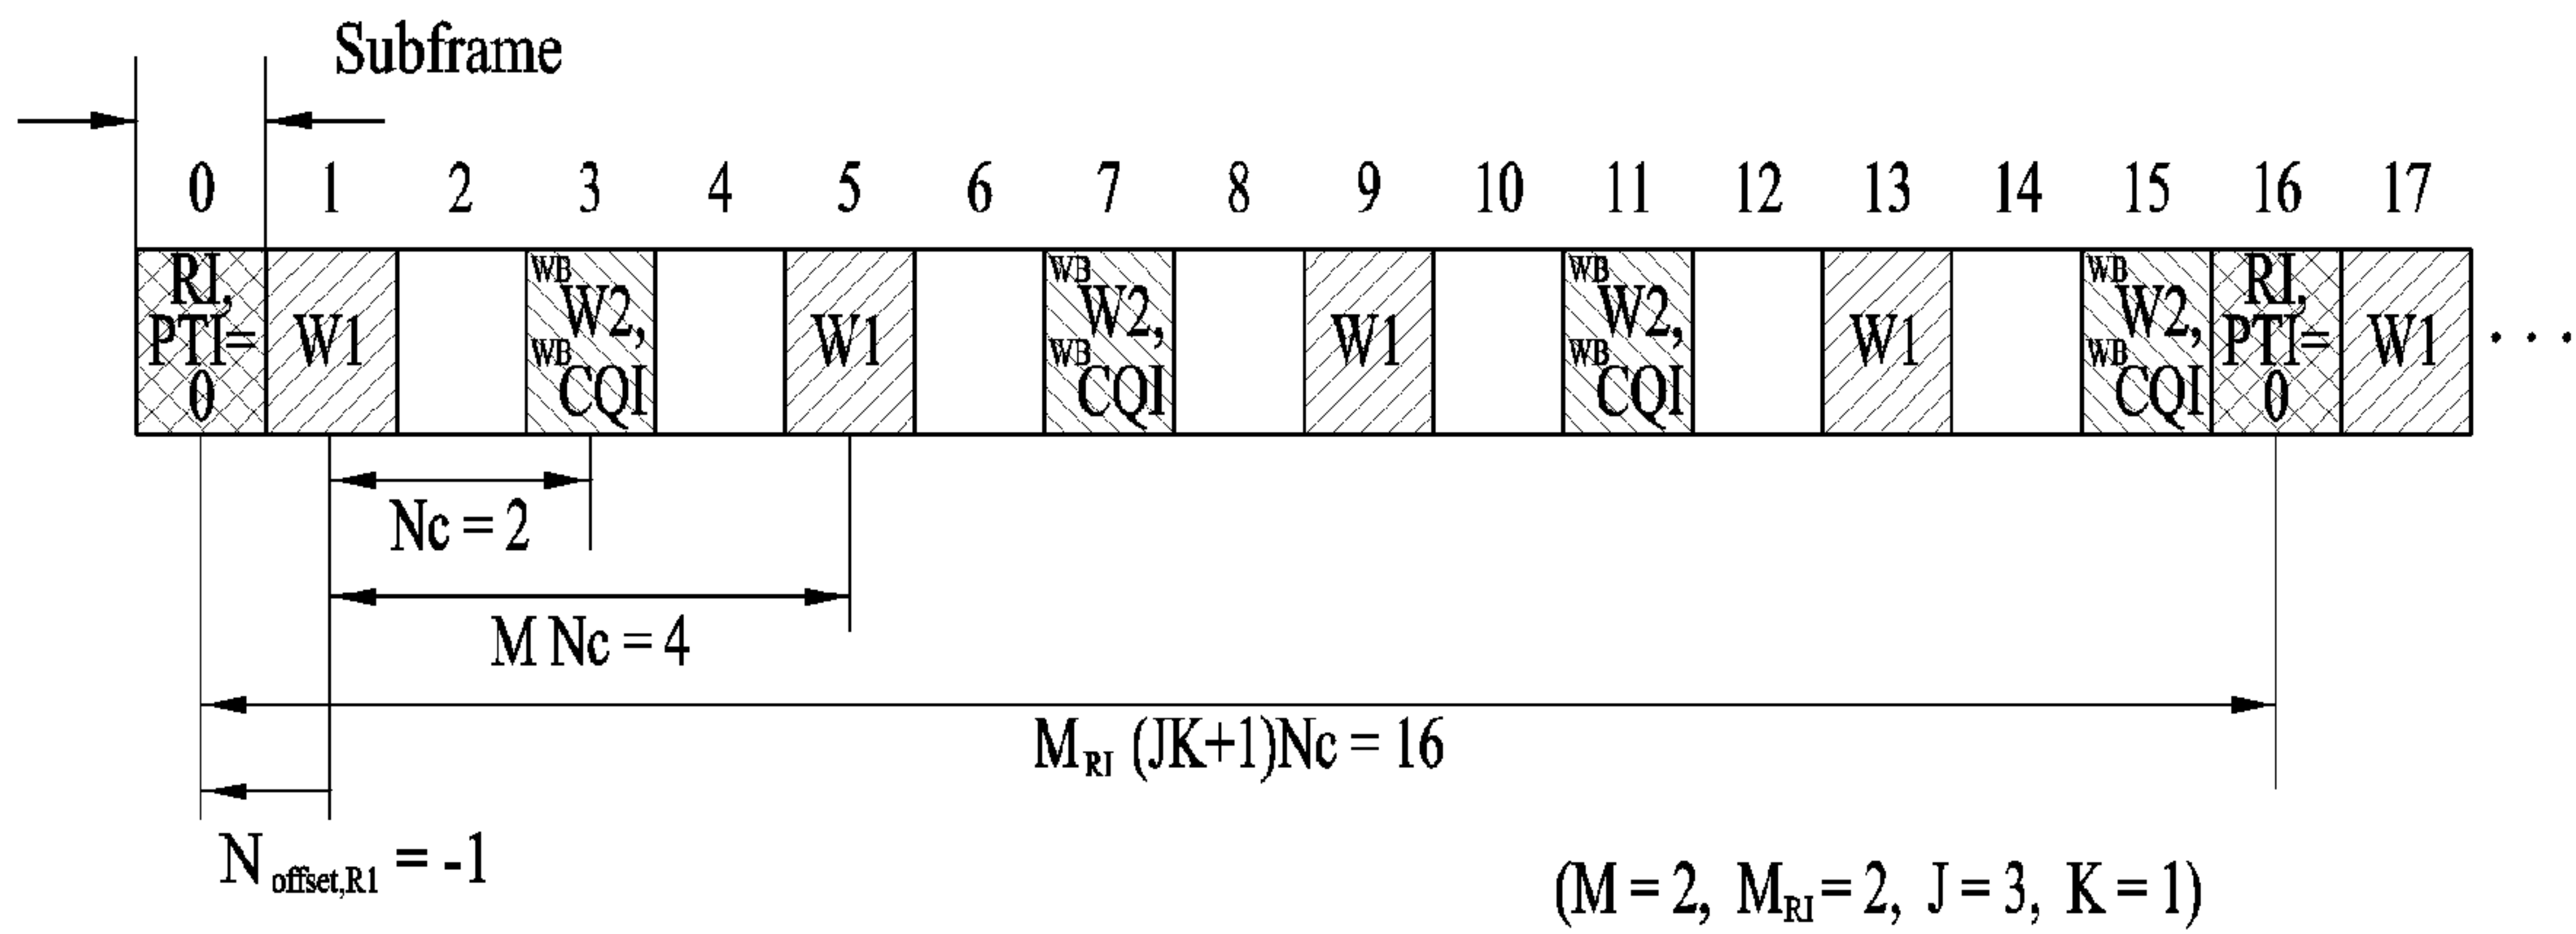 Subframe
0 1 2 3 4 5 6 7 8 9 10 11 12 13 14 15 16 17
RI, PTI= 0
W1
WB W2, WB CQI
W1
WB W2, WB CQI
W1
WB W2, WB CQI
W1
WB W2, WB CQI
RI, PTI= 0
W1
. . .
Nc = 2
M Nc = 4
M_RI (JK+1)Nc = 16
N_offset,R1 = -1
(M = 2, M_RI = 2, J = 3, K = 1)